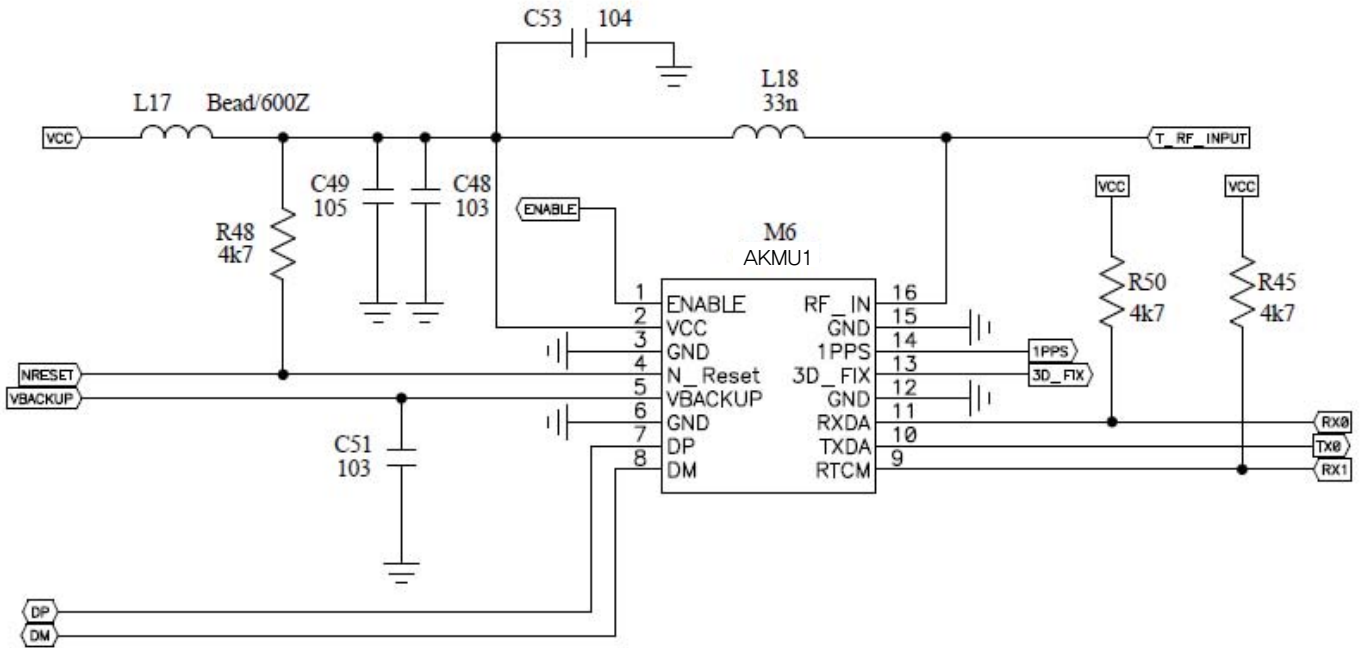 C53 104
L18
33n
L17 Bead/600Z
VCC
T_RF_INPUT
C49
105
C48
103
ENABLE
VCC
VCC
R48
4k7
M6
AKMU1
R50
4k7
R45
4k7
1 ENABLE RF_IN 16
2 VCC GND 15
3 GND 1PPS 14 1PPS
NRESET 4 N_Reset 3D_FIX 13 3D_FIX
VBACKUP 5 VBACKUP GND 12
6 GND RXDA 11 RX0
7 DP TXDA 10 TX0
8 DM RTCM 9 RX1
C51
103
DP
DM